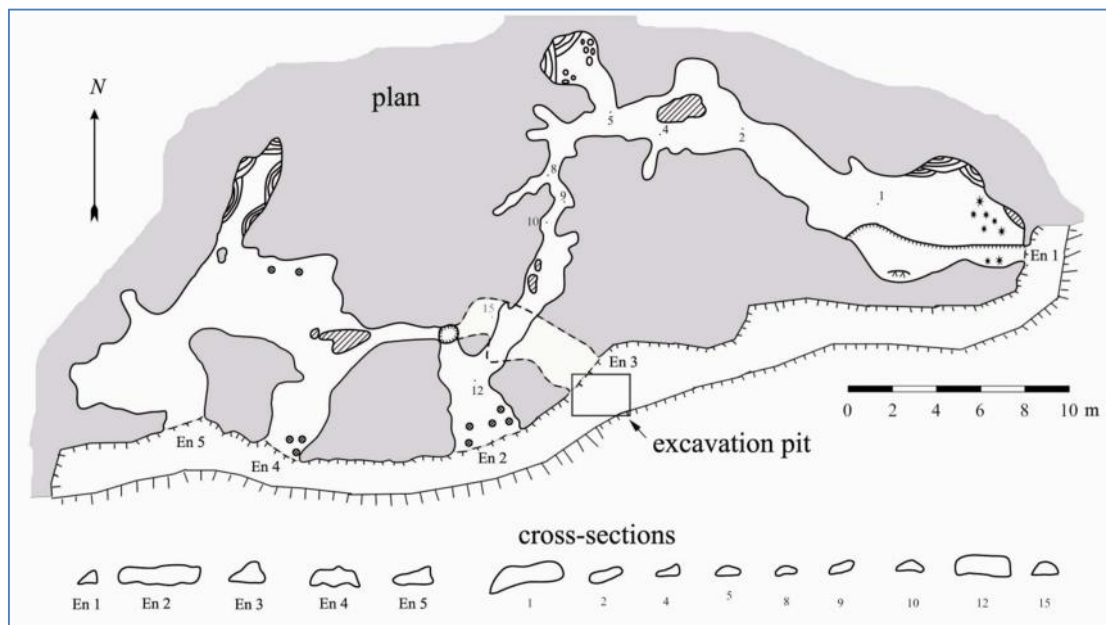 N
plan
5
4
2
8
9
10
1
En 1
15
En 3
12
En 5
En 4
En 2
0 2 4 6 8 10 m
excavation pit
cross-sections
En 1 En 2 En 3 En 4 En 5 1 2 4 5 8 9 10 12 15